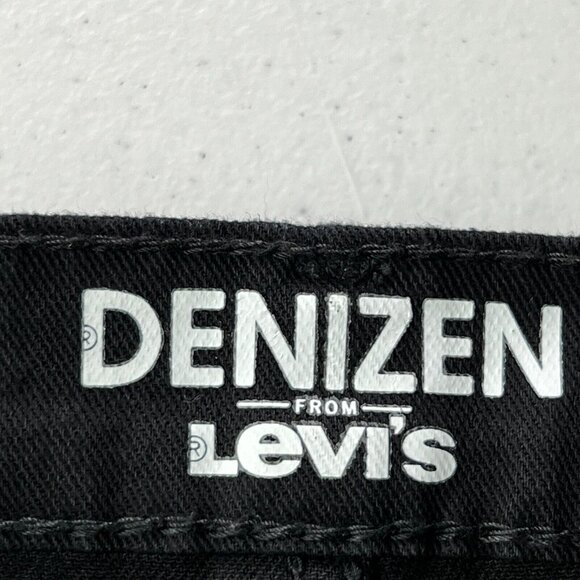 ® DENIZEN
FROM
® Levi's